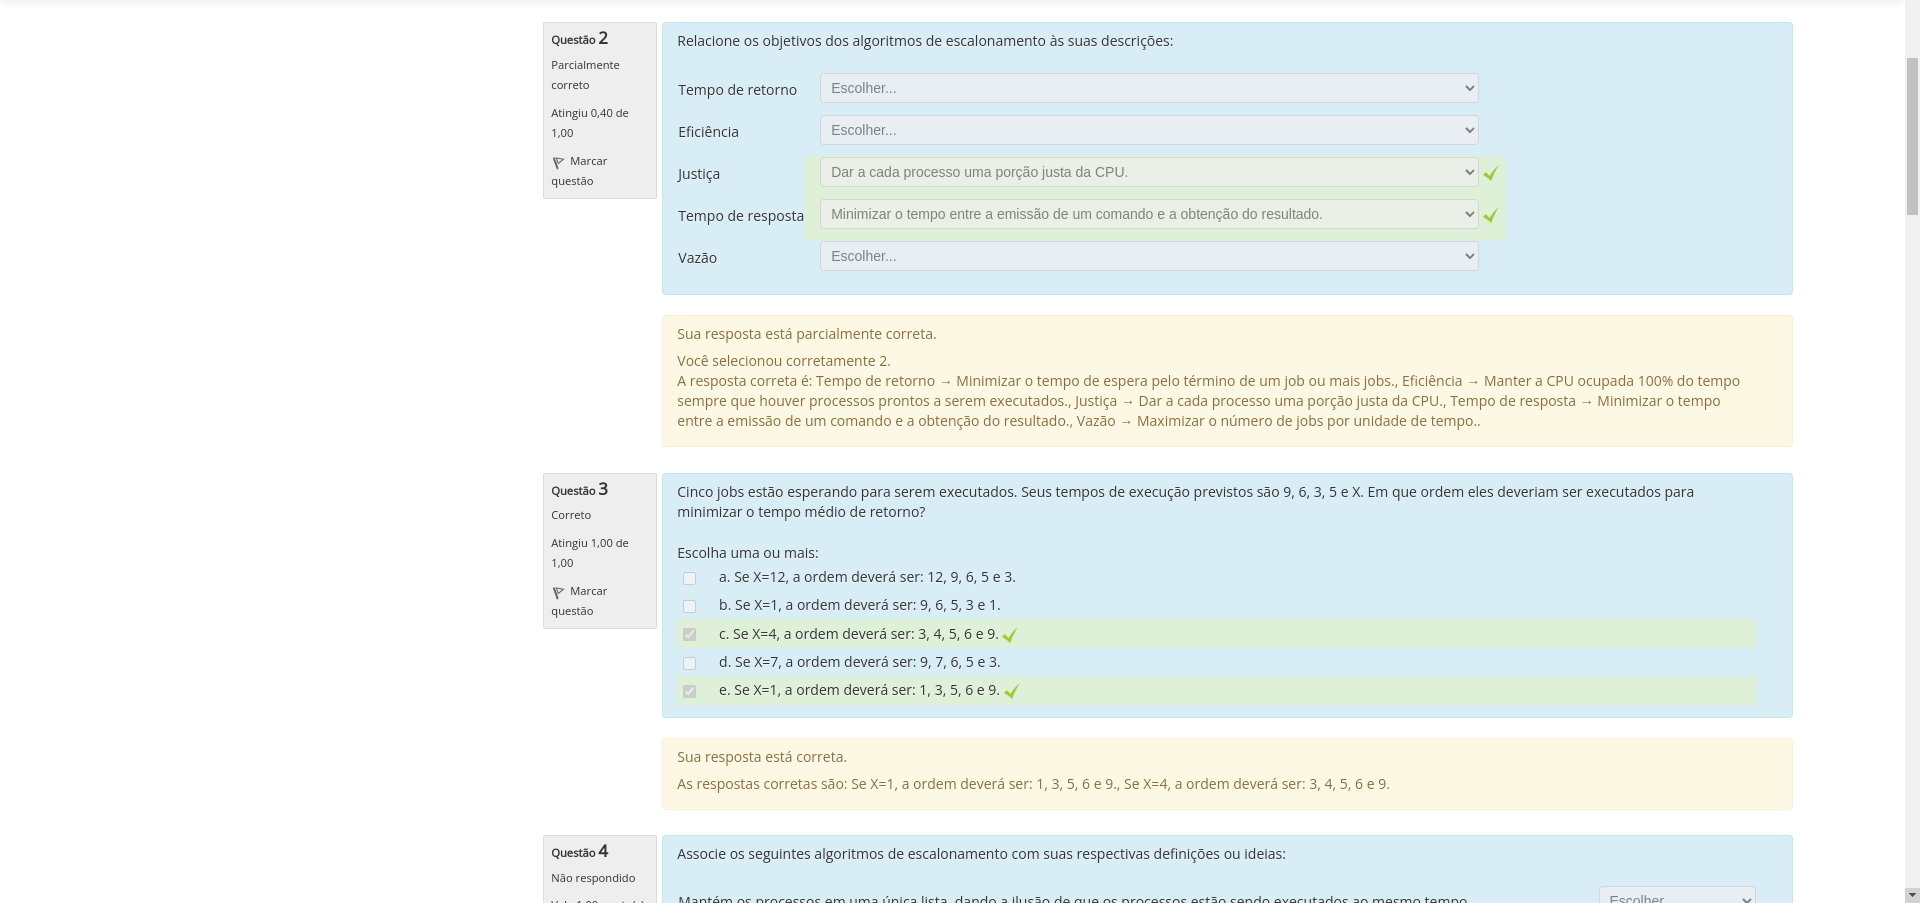 Questão 2
Parcialmente
correto
Atingiu 0,40 de
1,00
Marcar
questão
Relacione os objetivos dos algoritmos de escalonamento às suas descrições:
Tempo de retorno Escolher...
Eficiência Escolher...
Justiça Dar a cada processo uma porção justa da CPU.
Tempo de resposta Minimizar o tempo entre a emissão de um comando e a obtenção do resultado.
Vazão Escolher...
Sua resposta está parcialmente correta.
Você selecionou corretamente 2.
A resposta correta é: Tempo de retorno → Minimizar o tempo de espera pelo término de um job ou mais jobs., Eficiência → Manter a CPU ocupada 100% do tempo
sempre que houver processos prontos a serem executados., Justiça → Dar a cada processo uma porção justa da CPU., Tempo de resposta → Minimizar o tempo
entre a emissão de um comando e a obtenção do resultado., Vazão → Maximizar o número de jobs por unidade de tempo..
Questão 3
Correto
Atingiu 1,00 de
1,00
Marcar
questão
Cinco jobs estão esperando para serem executados. Seus tempos de execução previstos são 9, 6, 3, 5 e X. Em que ordem eles deveriam ser executados para
minimizar o tempo médio de retorno?
Escolha uma ou mais:
a. Se X=12, a ordem deverá ser: 12, 9, 6, 5 e 3.
b. Se X=1, a ordem deverá ser: 9, 6, 5, 3 e 1.
c. Se X=4, a ordem deverá ser: 3, 4, 5, 6 e 9.
d. Se X=7, a ordem deverá ser: 9, 7, 6, 5 e 3.
e. Se X=1, a ordem deverá ser: 1, 3, 5, 6 e 9.
Sua resposta está correta.
As respostas corretas são: Se X=1, a ordem deverá ser: 1, 3, 5, 6 e 9., Se X=4, a ordem deverá ser: 3, 4, 5, 6 e 9.
Questão 4
Não respondido
Associe os seguintes algoritmos de escalonamento com suas respectivas definições ou ideias:
Mantém os processos em uma única lista, dando a ilusão de que os processos estão sendo executados ao mesmo tempo. Escolher...